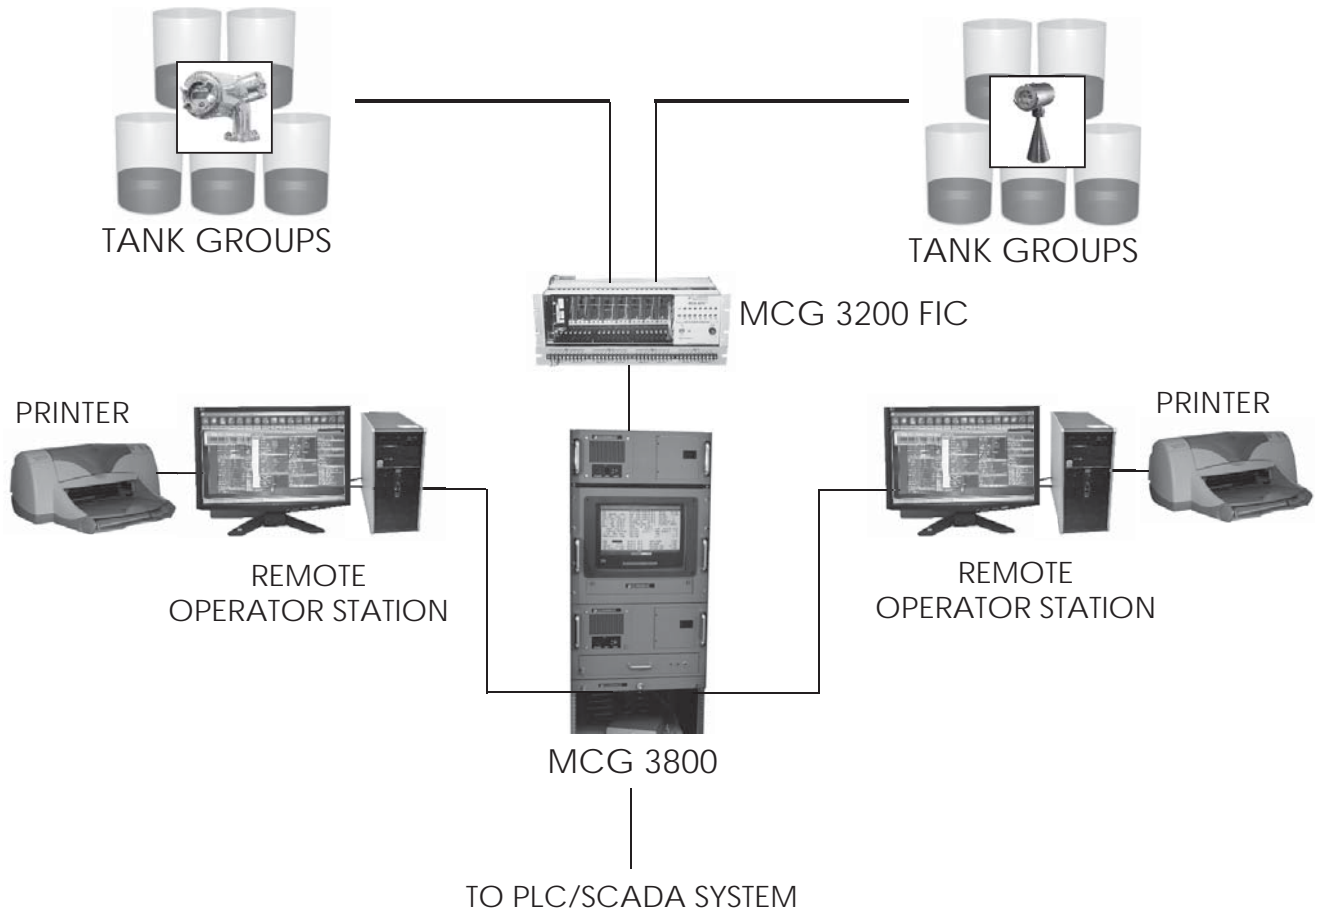 TANK GROUPS
TANK GROUPS
MCG 3200 FIC
PRINTER
PRINTER
REMOTE
OPERATOR STATION
REMOTE
OPERATOR STATION
MCG 3800
TO PLC/SCADA SYSTEM